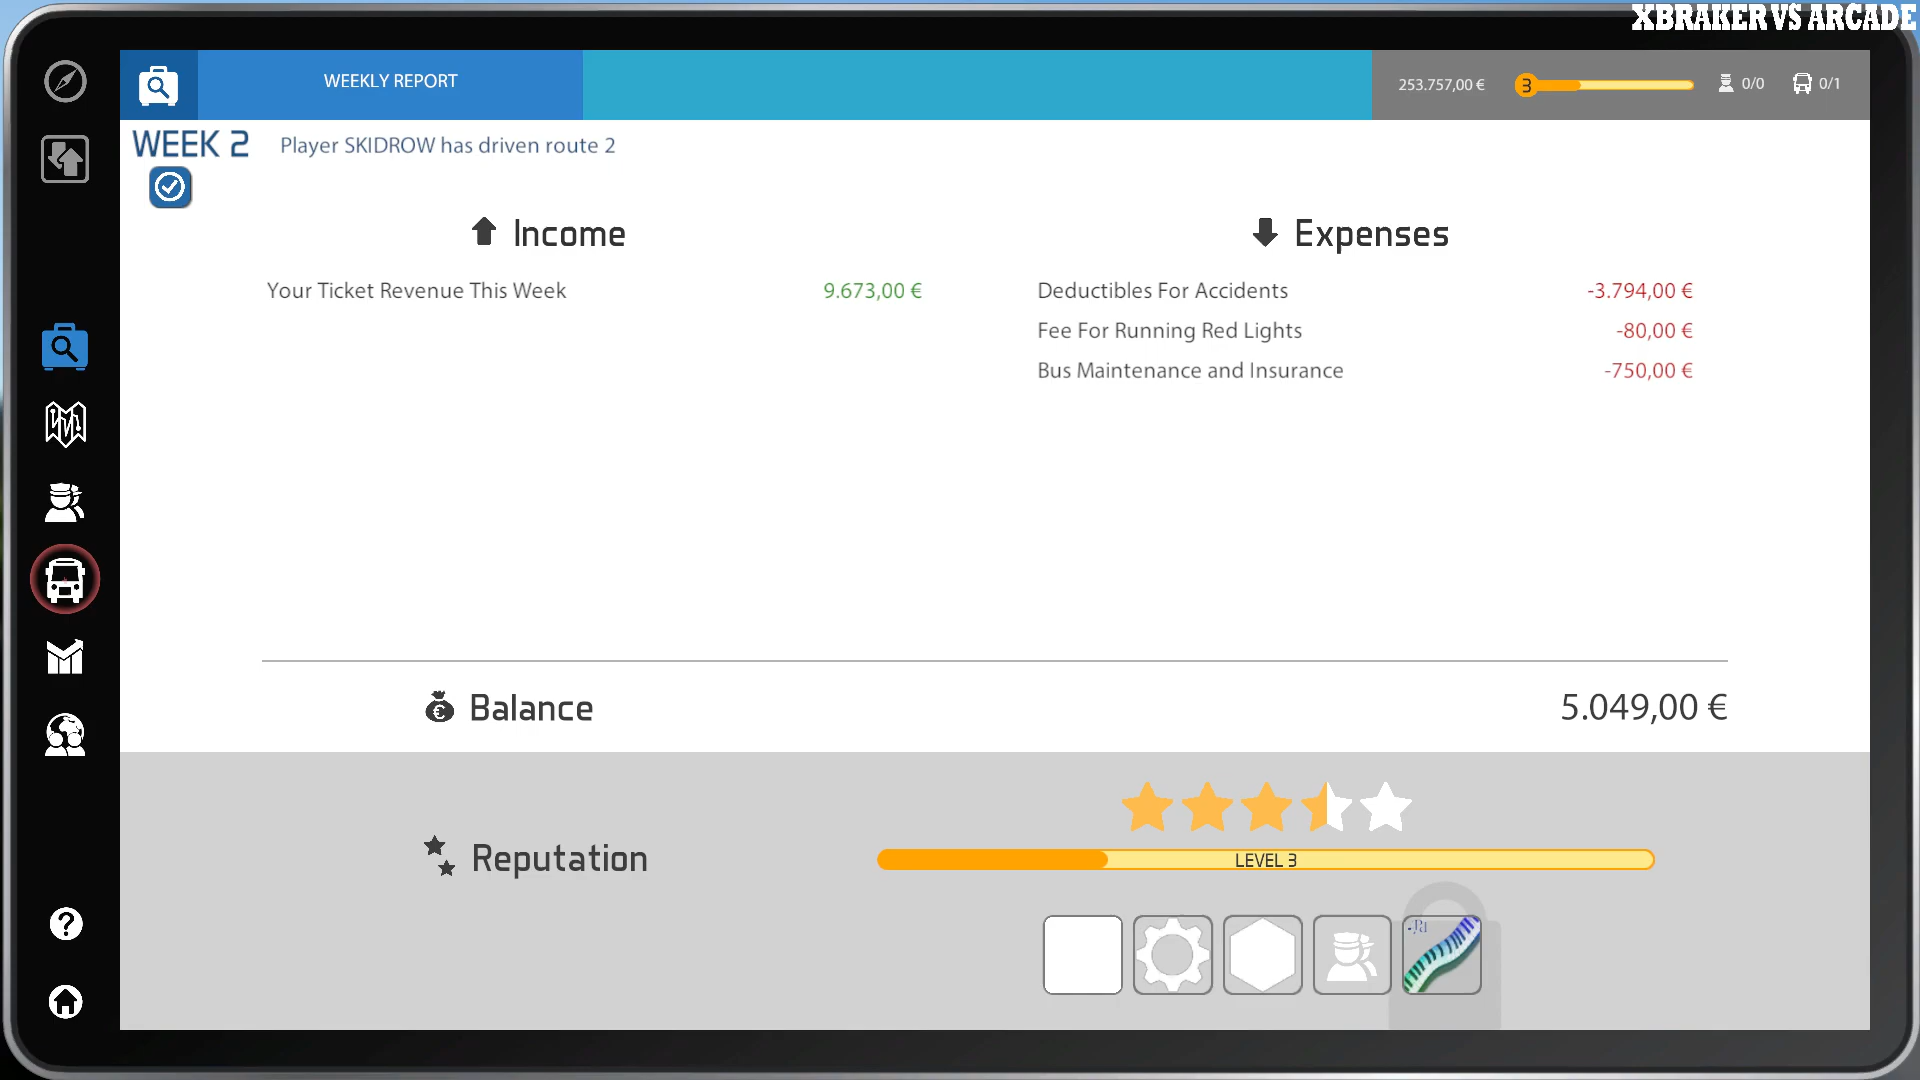 XBRAKER VS ARCADE
WEEKLY REPORT
253.757,00 €
3
0/0
0/1
WEEK 2
Player SKIDROW has driven route 2
Income
Expenses
Your Ticket Revenue This Week
9.673,00 €
Deductibles For Accidents
-3.794,00 €
Fee For Running Red Lights
-80,00 €
Bus Maintenance and Insurance
-750,00 €
Balance
5.049,00 €
Reputation
LEVEL 3